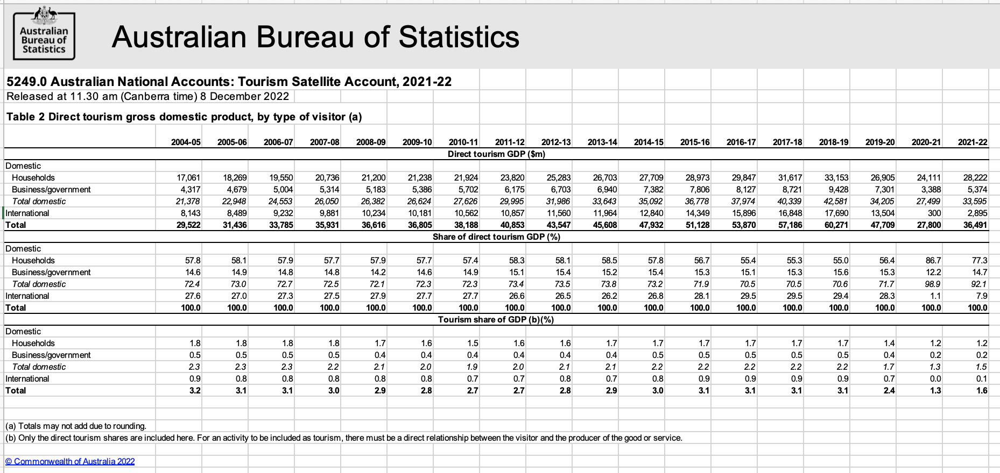 Australian
Bureau of
Statistics
Australian Bureau of Statistics
5249.0 Australian National Accounts: Tourism Satellite Account, 2021-22
Released at 11.30 am (Canberra time) 8 December 2022
Table 2 Direct tourism gross domestic product, by type of visitor (a)
2004-05 2005-06 2006-07 2007-08 2008-09 2009-10 2010-11 2011-12 2012-13 2013-14 2014-15 2015-16 2016-17 2017-18 2018-19 2019-20 2020-21 2021-22
Direct tourism GDP ($m)
Domestic
Households 17,061 18,269 19,550 20,736 21,200 21,238 21,924 23,820 25,283 26,703 27,709 28,973 29,847 31,617 33,153 26,905 24,111 28,222
Business/government 4,317 4,679 5,004 5,314 5,183 5,386 5,702 6,175 6,703 6,940 7,382 7,806 8,127 8,721 9,428 7,301 3,388 5,374
Total domestic 21,378 22,948 24,553 26,050 26,382 26,624 27,626 29,995 31,986 33,643 35,092 36,778 37,974 40,339 42,581 34,205 27,499 33,595
International 8,143 8,489 9,232 9,881 10,234 10,181 10,562 10,857 11,560 11,964 12,840 14,349 15,896 16,848 17,690 13,504 300 2,895
Total 29,522 31,436 33,785 35,931 36,616 36,805 38,188 40,853 43,547 45,608 47,932 51,128 53,870 57,186 60,271 47,709 27,800 36,491
Share of direct tourism GDP (%)
Domestic
Households 57.8 58.1 57.9 57.7 57.9 57.7 57.4 58.3 58.1 58.5 57.8 56.7 55.4 55.3 55.0 56.4 86.7 77.3
Business/government 14.6 14.9 14.8 14.8 14.2 14.6 14.9 15.1 15.4 15.2 15.4 15.3 15.1 15.3 15.6 15.3 12.2 14.7
Total domestic 72.4 73.0 72.7 72.5 72.1 72.3 72.3 73.4 73.5 73.8 73.2 71.9 70.5 70.5 70.6 71.7 98.9 92.1
International 27.6 27.0 27.3 27.5 27.9 27.7 27.7 26.6 26.5 26.2 26.8 28.1 29.5 29.5 29.4 28.3 1.1 7.9
Total 100.0 100.0 100.0 100.0 100.0 100.0 100.0 100.0 100.0 100.0 100.0 100.0 100.0 100.0 100.0 100.0 100.0 100.0
Tourism share of GDP (b)(%)
Domestic
Households 1.8 1.8 1.8 1.8 1.7 1.6 1.5 1.6 1.6 1.7 1.7 1.7 1.7 1.7 1.7 1.4 1.2 1.2
Business/government 0.5 0.5 0.5 0.5 0.4 0.4 0.4 0.4 0.4 0.4 0.5 0.5 0.5 0.5 0.5 0.4 0.2 0.2
Total domestic 2.3 2.3 2.3 2.2 2.1 2.0 1.9 2.0 2.1 2.1 2.2 2.2 2.2 2.2 2.2 1.7 1.3 1.5
International 0.9 0.8 0.8 0.8 0.8 0.8 0.7 0.7 0.8 0.7 0.8 0.9 0.9 0.9 0.9 0.7 0.0 0.1
Total 3.2 3.1 3.1 3.0 2.9 2.8 2.7 2.7 2.8 2.9 3.0 3.1 3.1 3.1 3.1 2.4 1.3 1.6
(a) Totals may not add due to rounding.
(b) Only the direct tourism shares are included here. For an activity to be included as tourism, there must be a direct relationship between the visitor and the producer of the good or service.
© Commonwealth of Australia 2022